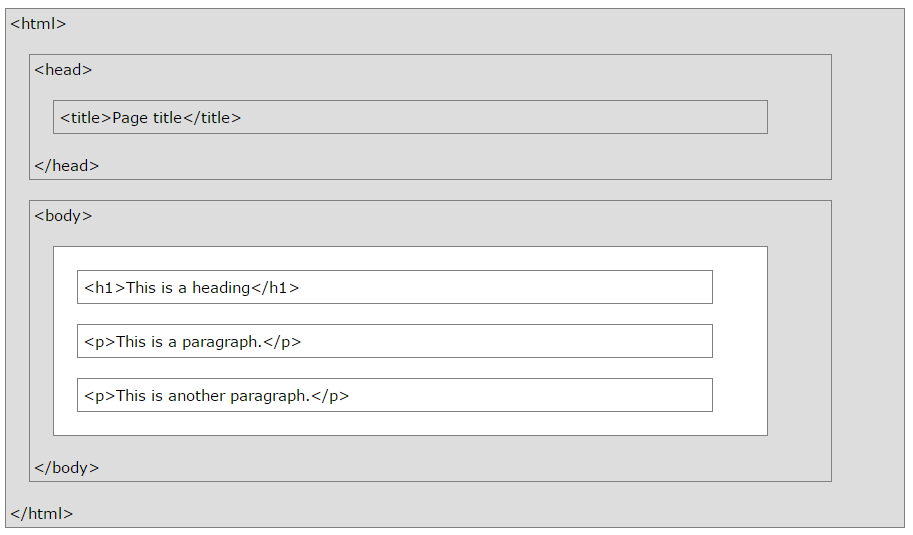 <html>
<head>
<title>Page title</title>
</head>
<body>
<h1>This is a heading</h1>
<p>This is a paragraph.</p>
<p>This is another paragraph.</p>
</body>
</html>